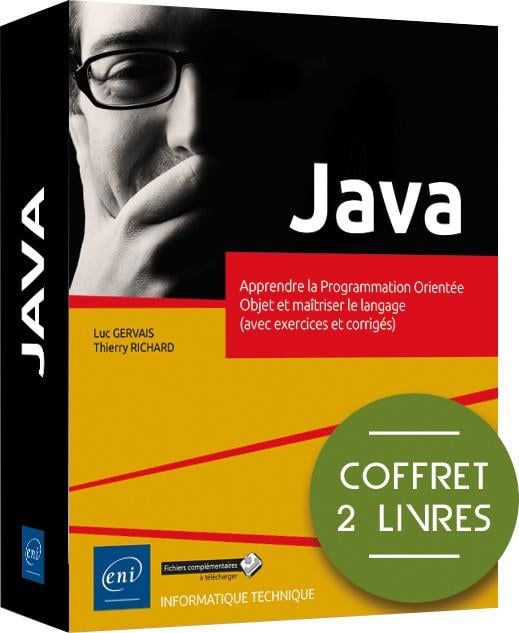 JAVA
Java
Apprendre la Programmation Orientée
Objet et maîtriser le langage
(avec exercices et corrigés)
Luc GERVAIS
Thierry RICHARD
COFFRET
2 LIVRES
eni
eni
Fichiers complémentaires
à télécharger
INFORMATIQUE TECHNIQUE